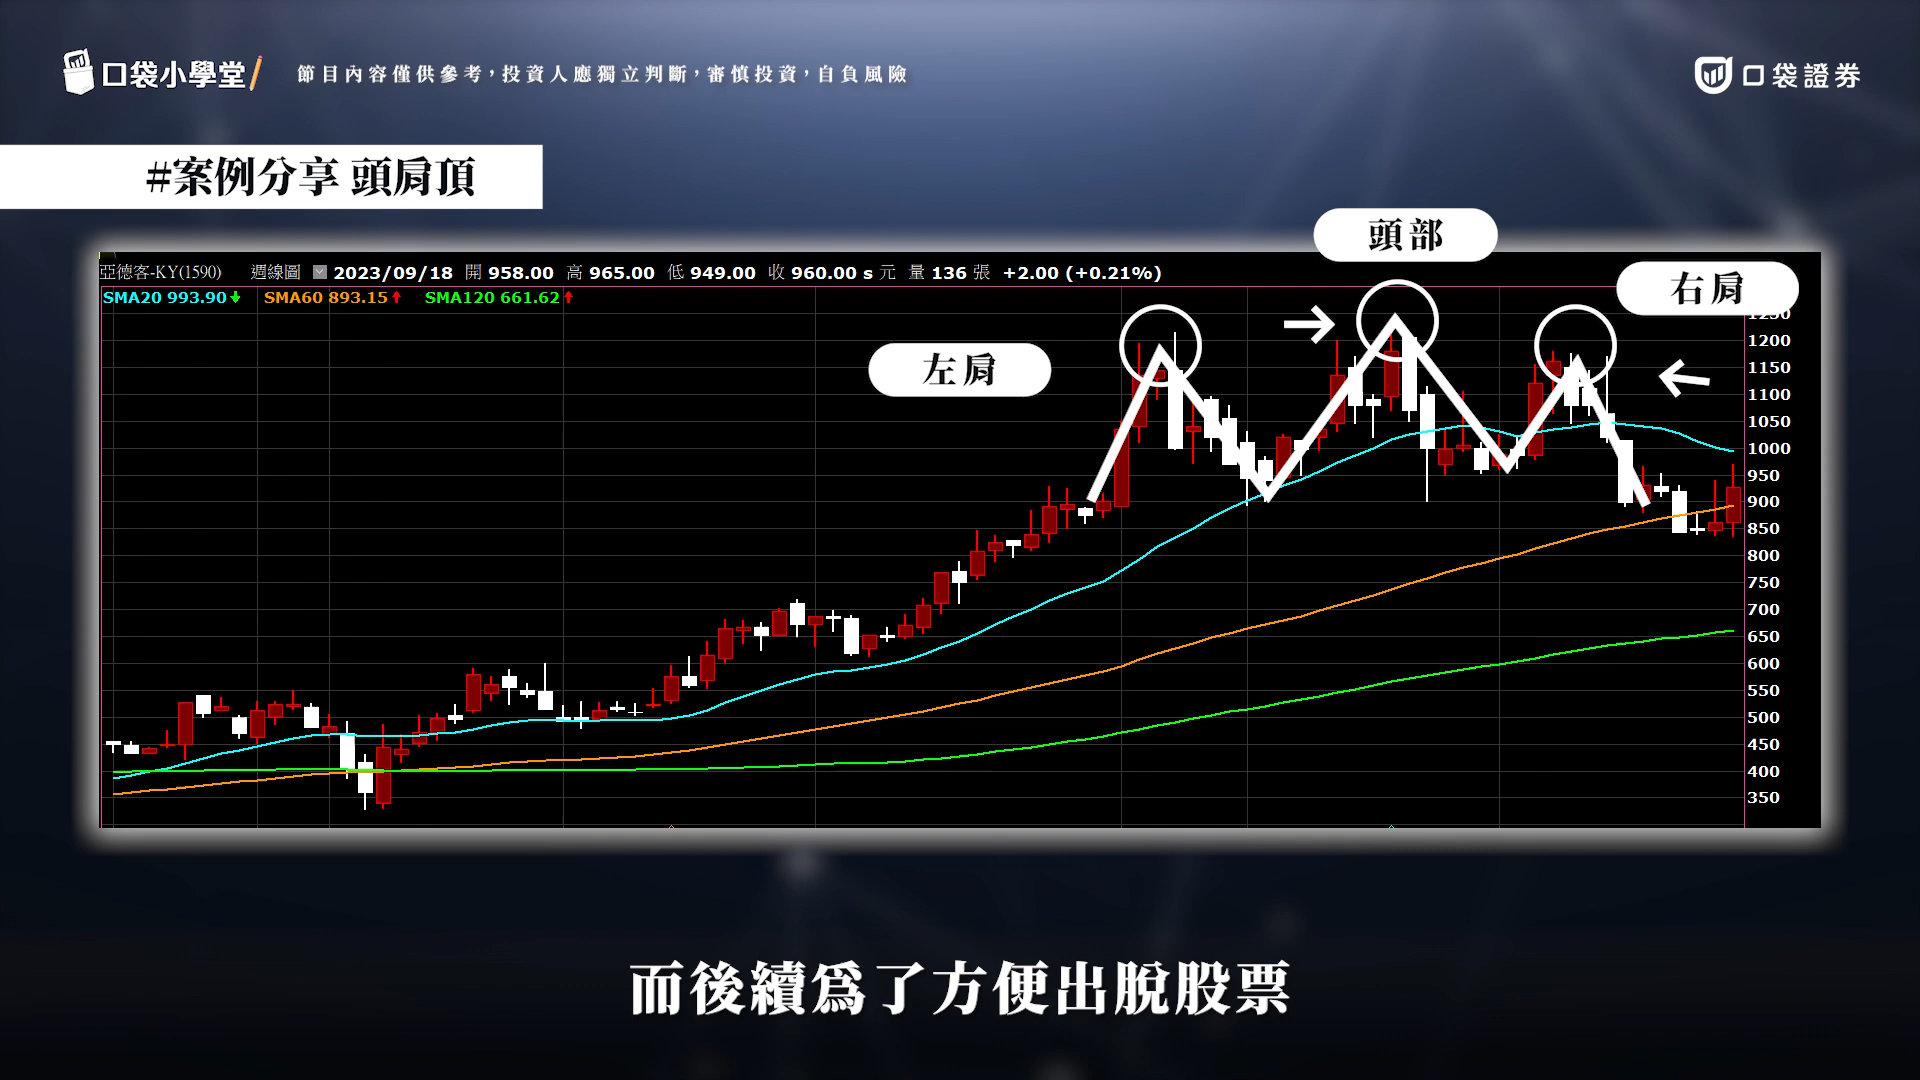 口袋小學堂
節目內容僅供參考，投資人應獨立判斷，審慎投資，自負風險
口袋證券
#案例分享 頭肩頂
頭部
右肩
左肩
亞德客-KY(1590) 週線圖 2023/09/18 開 958.00 高 965.00 低 949.00 收 960.00 s 元 量 136 張 +2.00 (+0.21%)
SMA20 993.90 SMA60 893.15 SMA120 661.62
1250
1200
1150
1100
1050
1000
950
900
850
800
750
700
650
600
550
500
450
400
350
而後續為了方便出脫股票